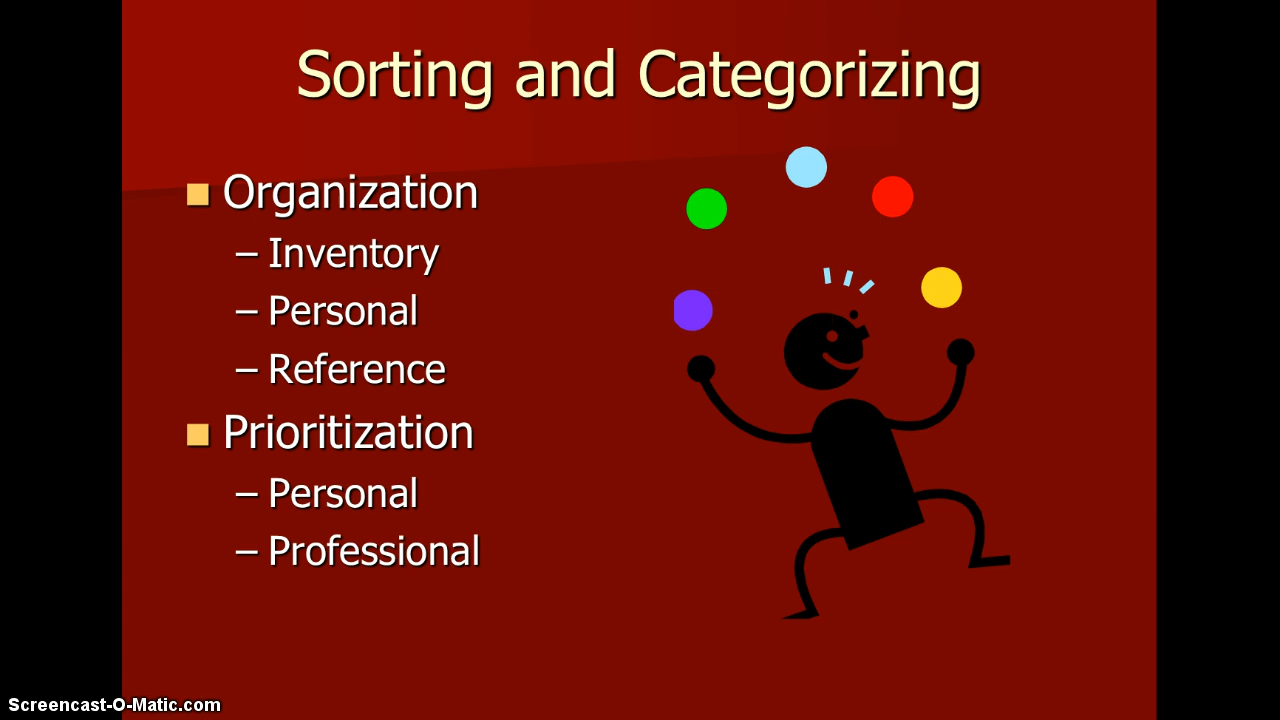 Sorting and Categorizing
Organization
– Inventory
– Personal
– Reference
Prioritization
– Personal
– Professional
Screencast-O-Matic.com